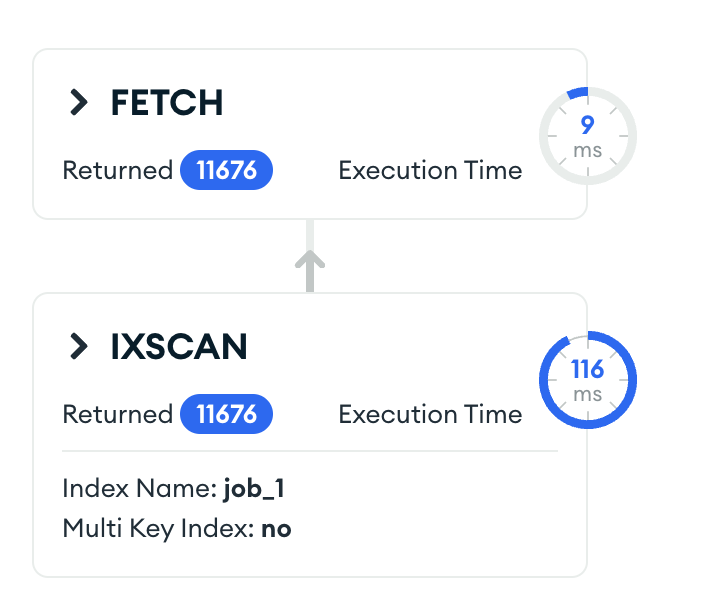 FETCH
Returned 11676 Execution Time 9 ms
IXSCAN
Returned 11676 Execution Time 116 ms
Index Name: job_1
Multi Key Index: no